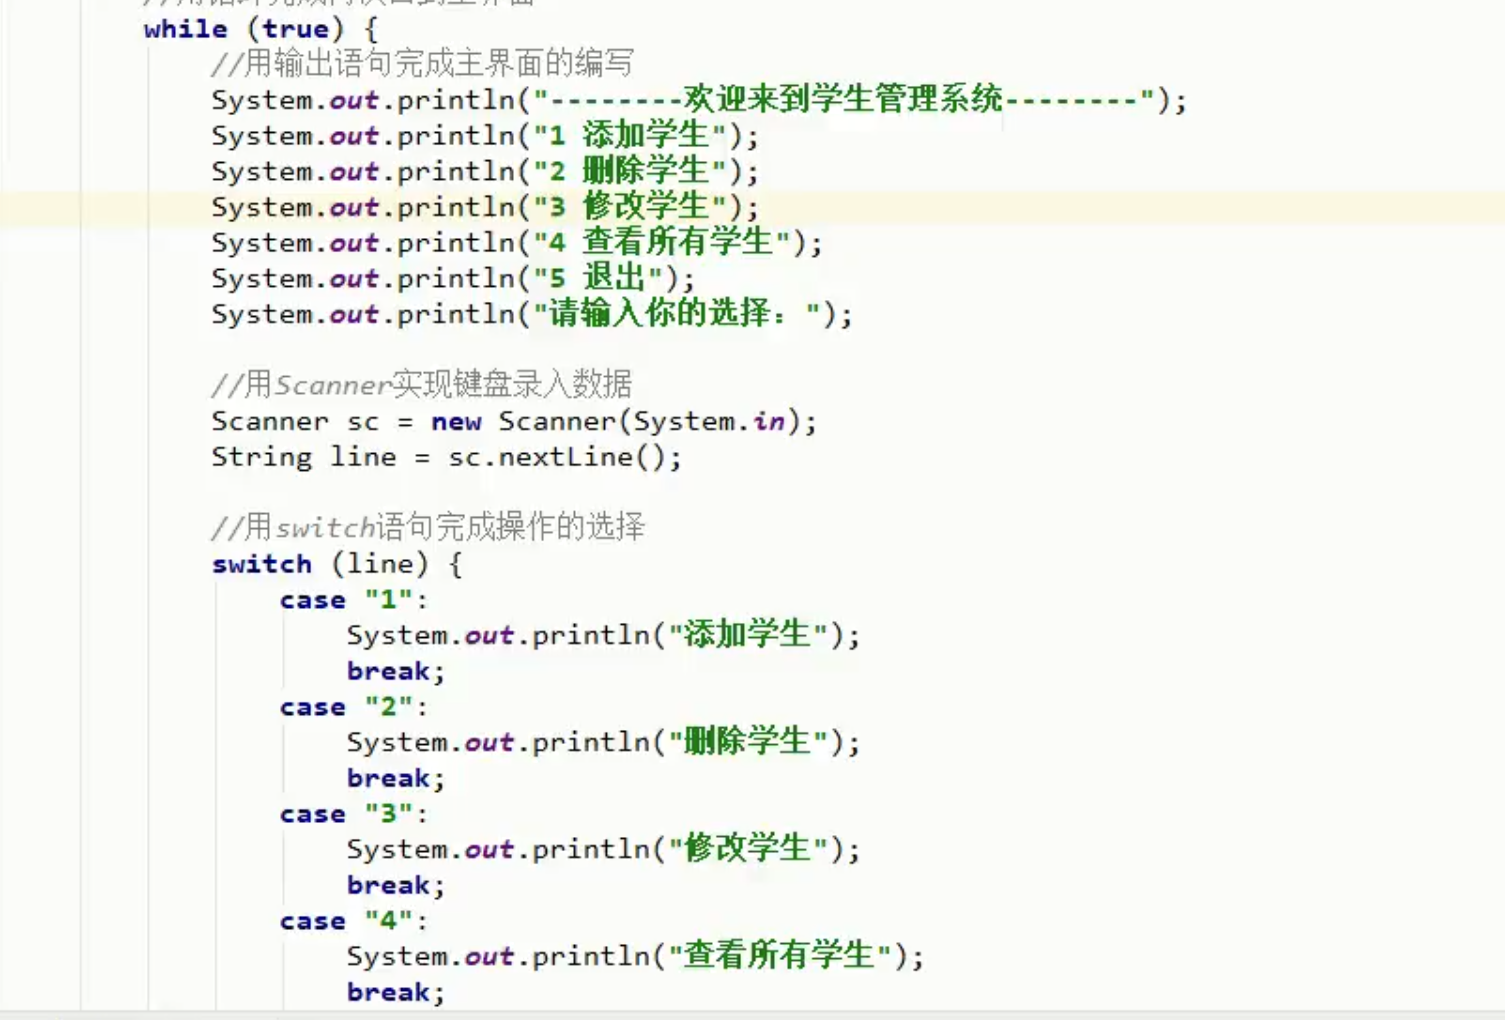 while (true) {
//用输出语句完成主界面的编写
System.out.println("--------欢迎来到学生管理系统--------");
System.out.println("1 添加学生");
System.out.println("2 删除学生");
System.out.println("3 修改学生");
System.out.println("4 查看所有学生");
System.out.println("5 退出");
System.out.println("请输入你的选择：");
//用Scanner实现键盘录入数据
Scanner sc = new Scanner(System.in);
String line = sc.nextLine();
//用switch语句完成操作的选择
switch (line) {
case "1":
System.out.println("添加学生");
break;
case "2":
System.out.println("删除学生");
break;
case "3":
System.out.println("修改学生");
break;
case "4":
System.out.println("查看所有学生");
break;